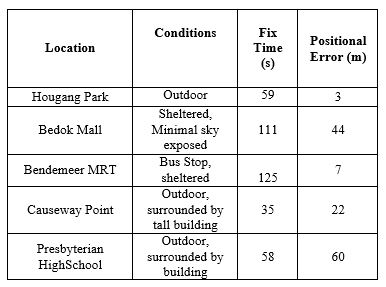 Location Conditions Fix Time (s) Positional Error (m)
Hougang Park Outdoor 59 3
Bedok Mall Sheltered, Minimal sky exposed 111 44
Bendemeer MRT Bus Stop, sheltered 125 7
Causeway Point Outdoor, surrounded by tall building 35 22
Presbyterian HighSchool Outdoor, surrounded by building 58 60